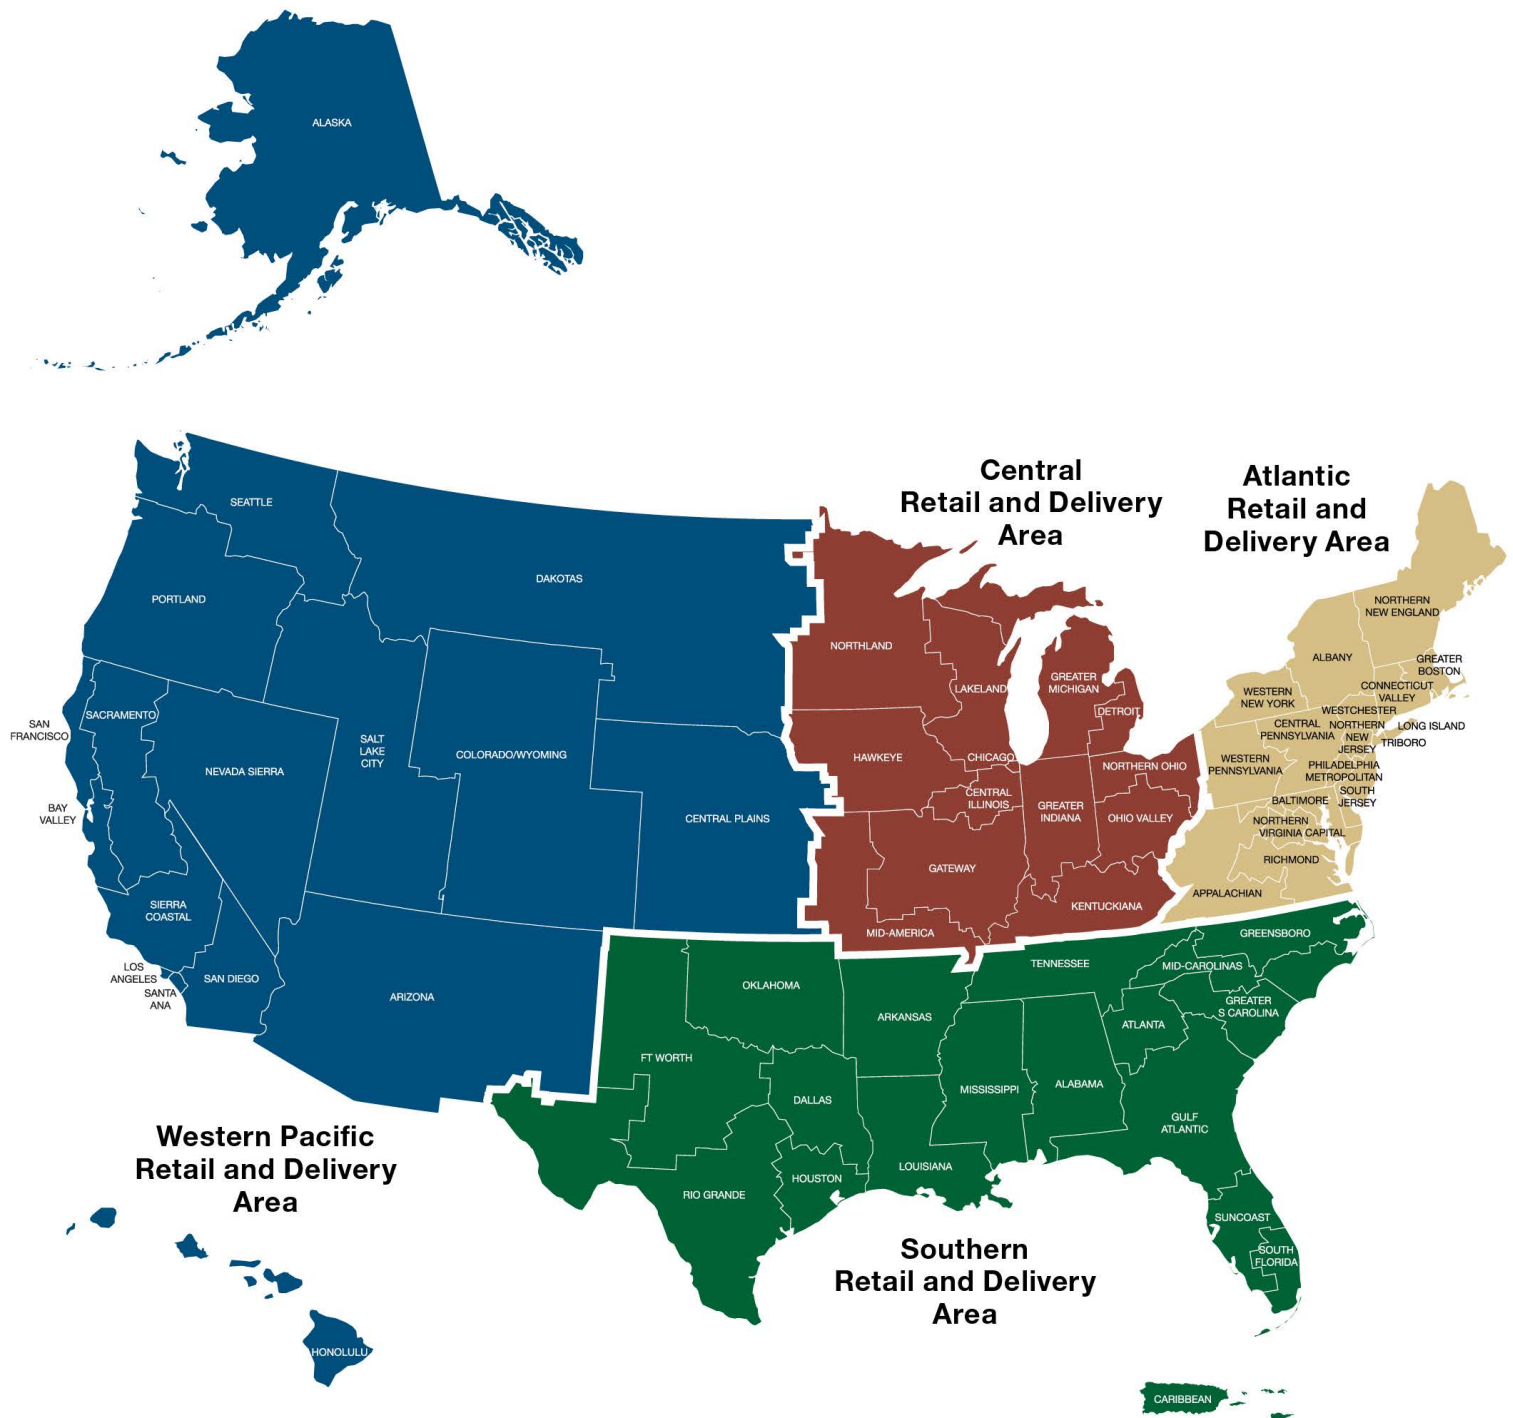 ALASKA
Central
Retail and Delivery
Area
Atlantic
Retail and
Delivery Area
SEATTLE
PORTLAND
DAKOTAS
SAN
FRANCISCO
SACRAMENTO
NEVADA SIERRA
SALT
LAKE
CITY
COLORADO/WYOMING
BAY
VALLEY
CENTRAL PLAINS
SIERRA
COASTAL
LOS
ANGELES
SANTA
ANA
SAN DIEGO
ARIZONA
NORTHLAND
LAKELAND
GREATER
MICHIGAN
DETROIT
HAWKEYE
CHICAGO
NORTHERN OHIO
CENTRAL
ILLINOIS
GREATER
INDIANA
OHIO VALLEY
GATEWAY
KENTUCKIANA
MID-AMERICA
NORTHERN
NEW ENGLAND
ALBANY
GREATER
BOSTON
CONNECTICUT
VALLEY
WESTERN
NEW YORK
WESTCHESTER
LONG ISLAND
CENTRAL
PENNSYLVANIA
NORTHERN
NEW
JERSEY
TRIBORO
WESTERN
PENNSYLVANIA
PHILADELPHIA
METROPOLITAN
SOUTH
JERSEY
BALTIMORE
NORTHERN
VIRGINIA CAPITAL
RICHMOND
APPALACHIAN
GREENSBORO
TENNESSEE
MID-CAROLINAS
OKLAHOMA
ARKANSAS
GREATER
S CAROLINA
ATLANTA
FT WORTH
DALLAS
MISSISSIPPI
ALABAMA
GULF
ATLANTIC
LOUISIANA
HOUSTON
RIO GRANDE
SUNCOAST
SOUTH
FLORIDA
Western Pacific
Retail and Delivery
Area
Southern
Retail and Delivery
Area
HONOLULU
CARIBBEAN